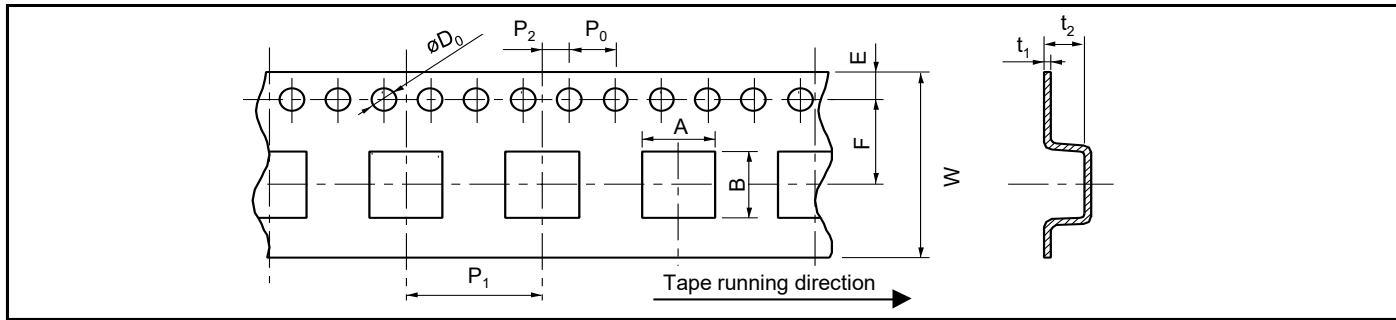 t₂
P₂
P₀
øD₀
t₁
E
A
F
B
W
P₁
Tape running direction